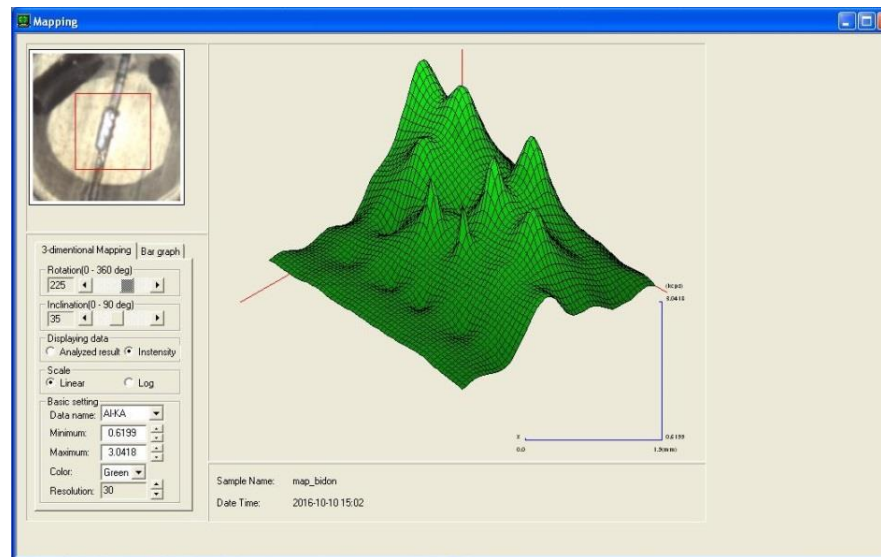 Mapping
3-dimentional Mapping
Bar graph
Rotation(0 - 360 deg)
225
Inclination(0 - 90 deg)
35
Displaying data
Analyzed result
Instensity
Scale
Linear
Log
Basic setting
Data name: Al-KA
Minimum: 0.6199
Maximum: 3.0418
Color: Green
Resolution: 30
(kcps)
3.0418
X
0.6199
0.0
1.9(mm)
Sample Name: map_bidon
Date Time: 2016-10-10 15:02